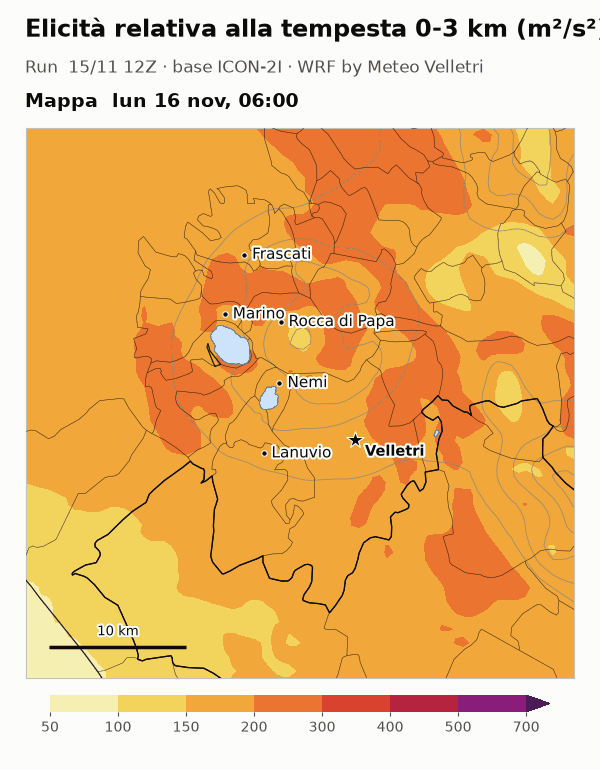 Elicità relativa alla tempesta 0-3 km (m²/s²)
Run 15/11 12Z · base ICON-2I · WRF by Meteo Velletri
Mappa lun 16 nov, 06:00
Frascati
Marino
Rocca di Papa
Nemi
Velletri
Lanuvio
10 km
50 100 150 200 300 400 500 700